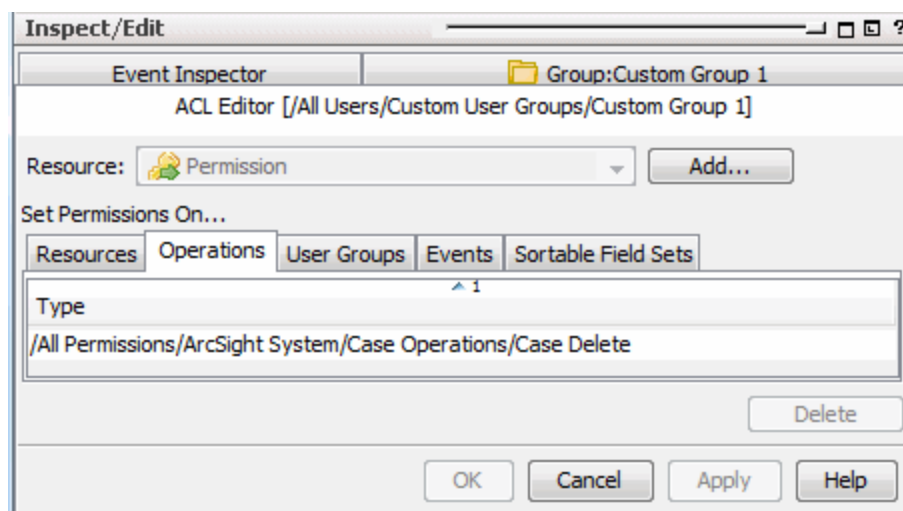 Inspect/Edit ?
Event Inspector Group:Custom Group 1
ACL Editor [/All Users/Custom User Groups/Custom Group 1]
Resource: Permission Add...
Set Permissions On...
Resources Operations User Groups Events Sortable Field Sets
1
Type
/All Permissions/ArcSight System/Case Operations/Case Delete
Delete
OK Cancel Apply Help